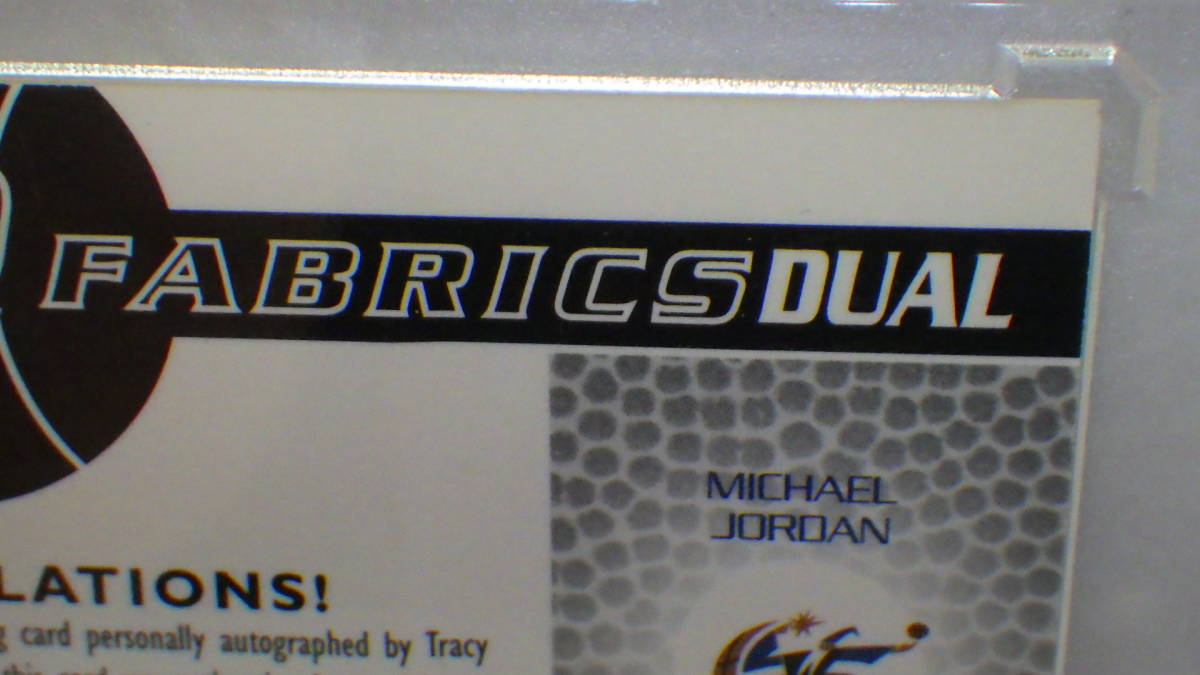 FABRICSDUAL
MICHAEL
JORDAN
LATIONS!
card personally autographed by Tracy